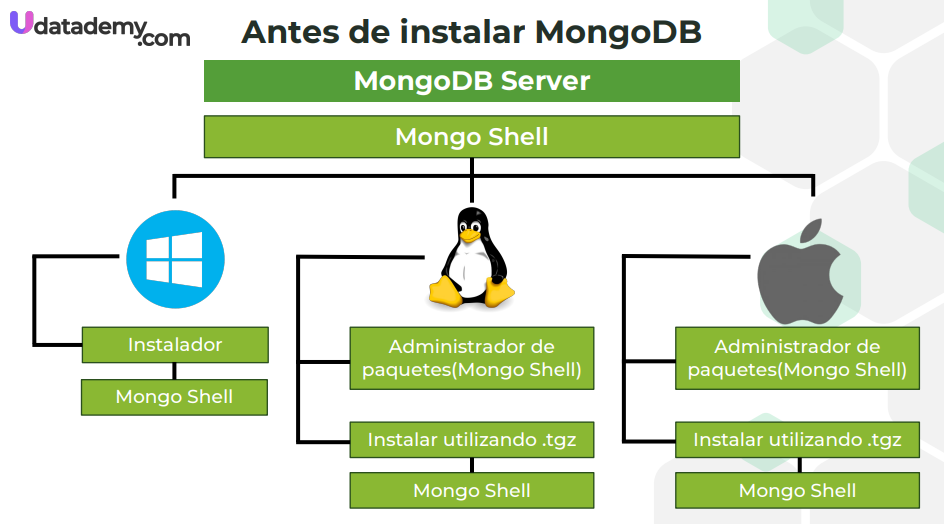 Udatademy
.com
Antes de instalar MongoDB
MongoDB Server
Mongo Shell
Instalador
Mongo Shell
Administrador de
paquetes(Mongo Shell)
Instalar utilizando .tgz
Mongo Shell
Administrador de
paquetes(Mongo Shell)
Instalar utilizando .tgz
Mongo Shell